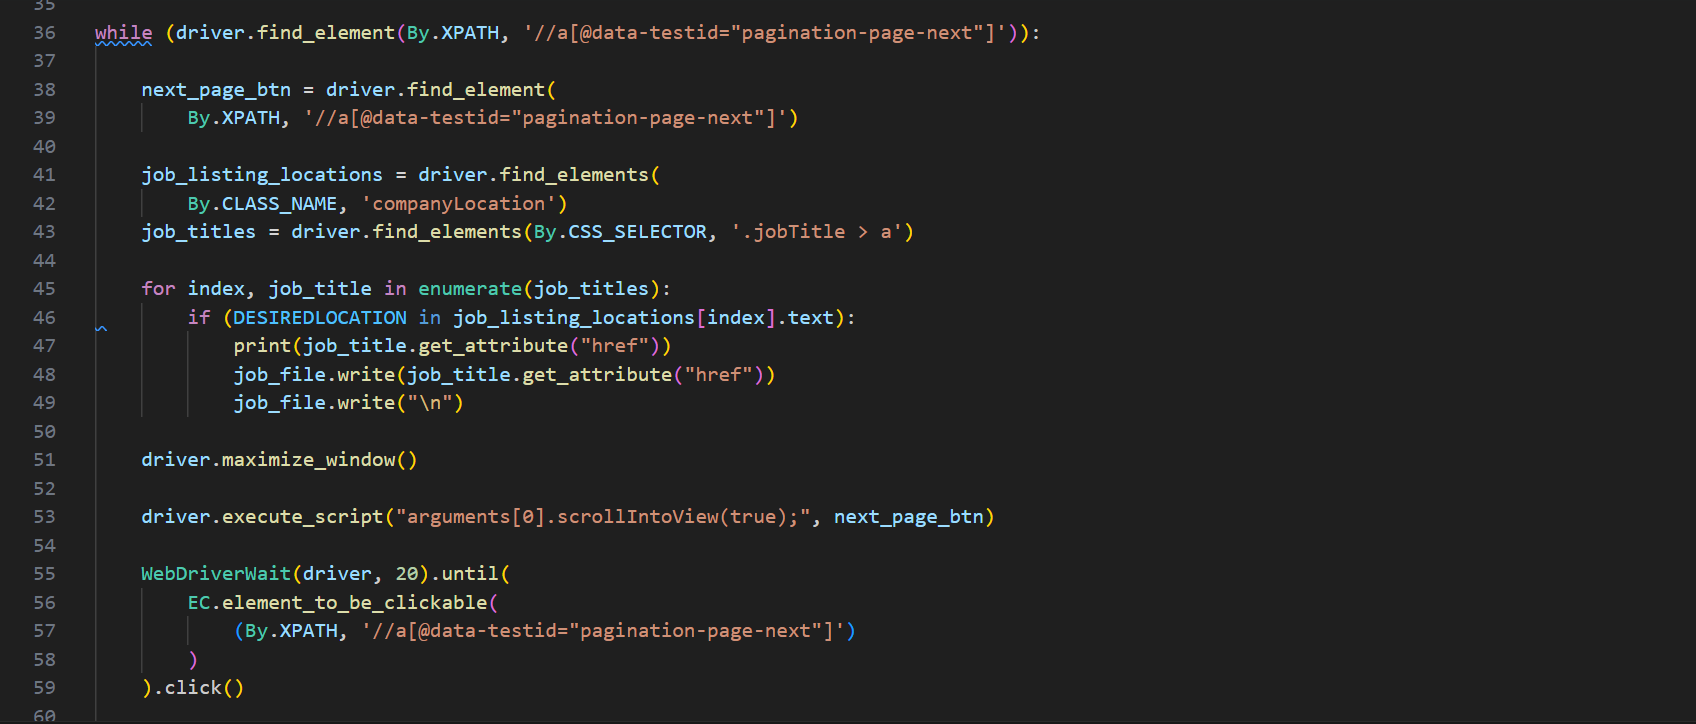 35
36 while (driver.find_element(By.XPATH, '//a[@data-testid="pagination-page-next"]')):
37
38     next_page_btn = driver.find_element(
39         By.XPATH, '//a[@data-testid="pagination-page-next"]')
40
41     job_listing_locations = driver.find_elements(
42         By.CLASS_NAME, 'companyLocation')
43     job_titles = driver.find_elements(By.CSS_SELECTOR, '.jobTitle > a')
44
45     for index, job_title in enumerate(job_titles):
46         if (DESIREDLOCATION in job_listing_locations[index].text):
47             print(job_title.get_attribute("href"))
48             job_file.write(job_title.get_attribute("href"))
49             job_file.write("\n")
50
51     driver.maximize_window()
52
53     driver.execute_script("arguments[0].scrollIntoView(true);", next_page_btn)
54
55     WebDriverWait(driver, 20).until(
56         EC.element_to_be_clickable(
57             (By.XPATH, '//a[@data-testid="pagination-page-next"]')
58         )
59     ).click()
60